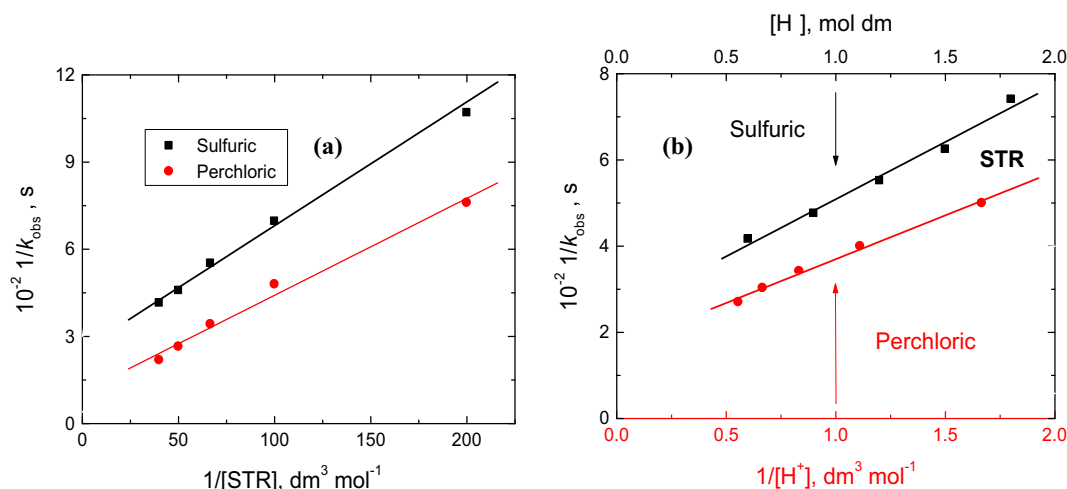 12
9
6
3
0
0
50
100
150
200
10⁻² 1/k_obs , s
1/[STR], dm³ mol⁻¹
Sulfuric
Perchloric
(a)
[H ], mol dm
0.0 0.5 1.0 1.5 2.0
8
6
4
2
0
10⁻² 1/k_obs , s
Sulfuric
(b)
STR
Perchloric
0.0 0.5 1.0 1.5 2.0
1/[H⁺], dm³ mol⁻¹